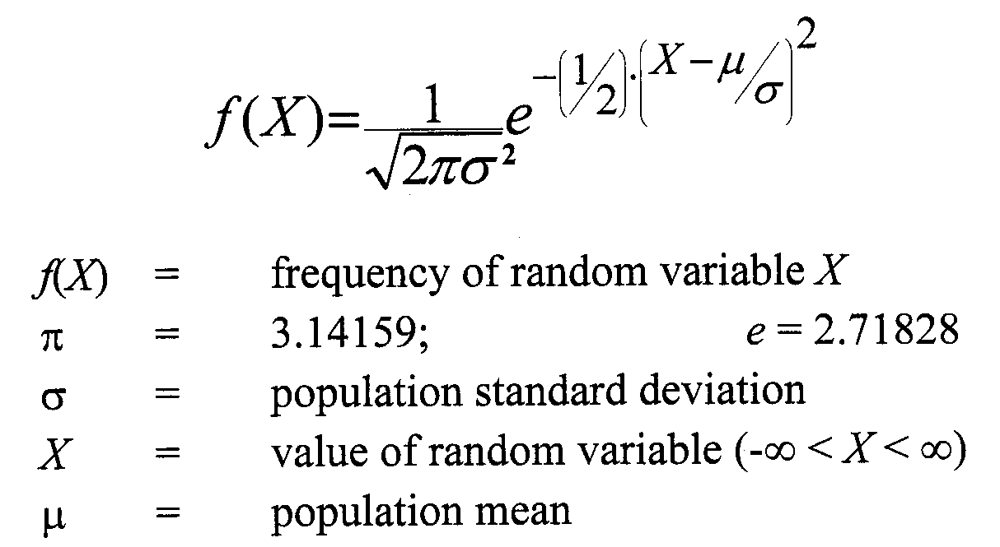 f(X)=1/√2πσ² e^-(1/2)·(X-μ/σ)²
f(X) = frequency of random variable X
π = 3.14159; e = 2.71828
σ = population standard deviation
X = value of random variable (-∞ < X < ∞)
μ = population mean